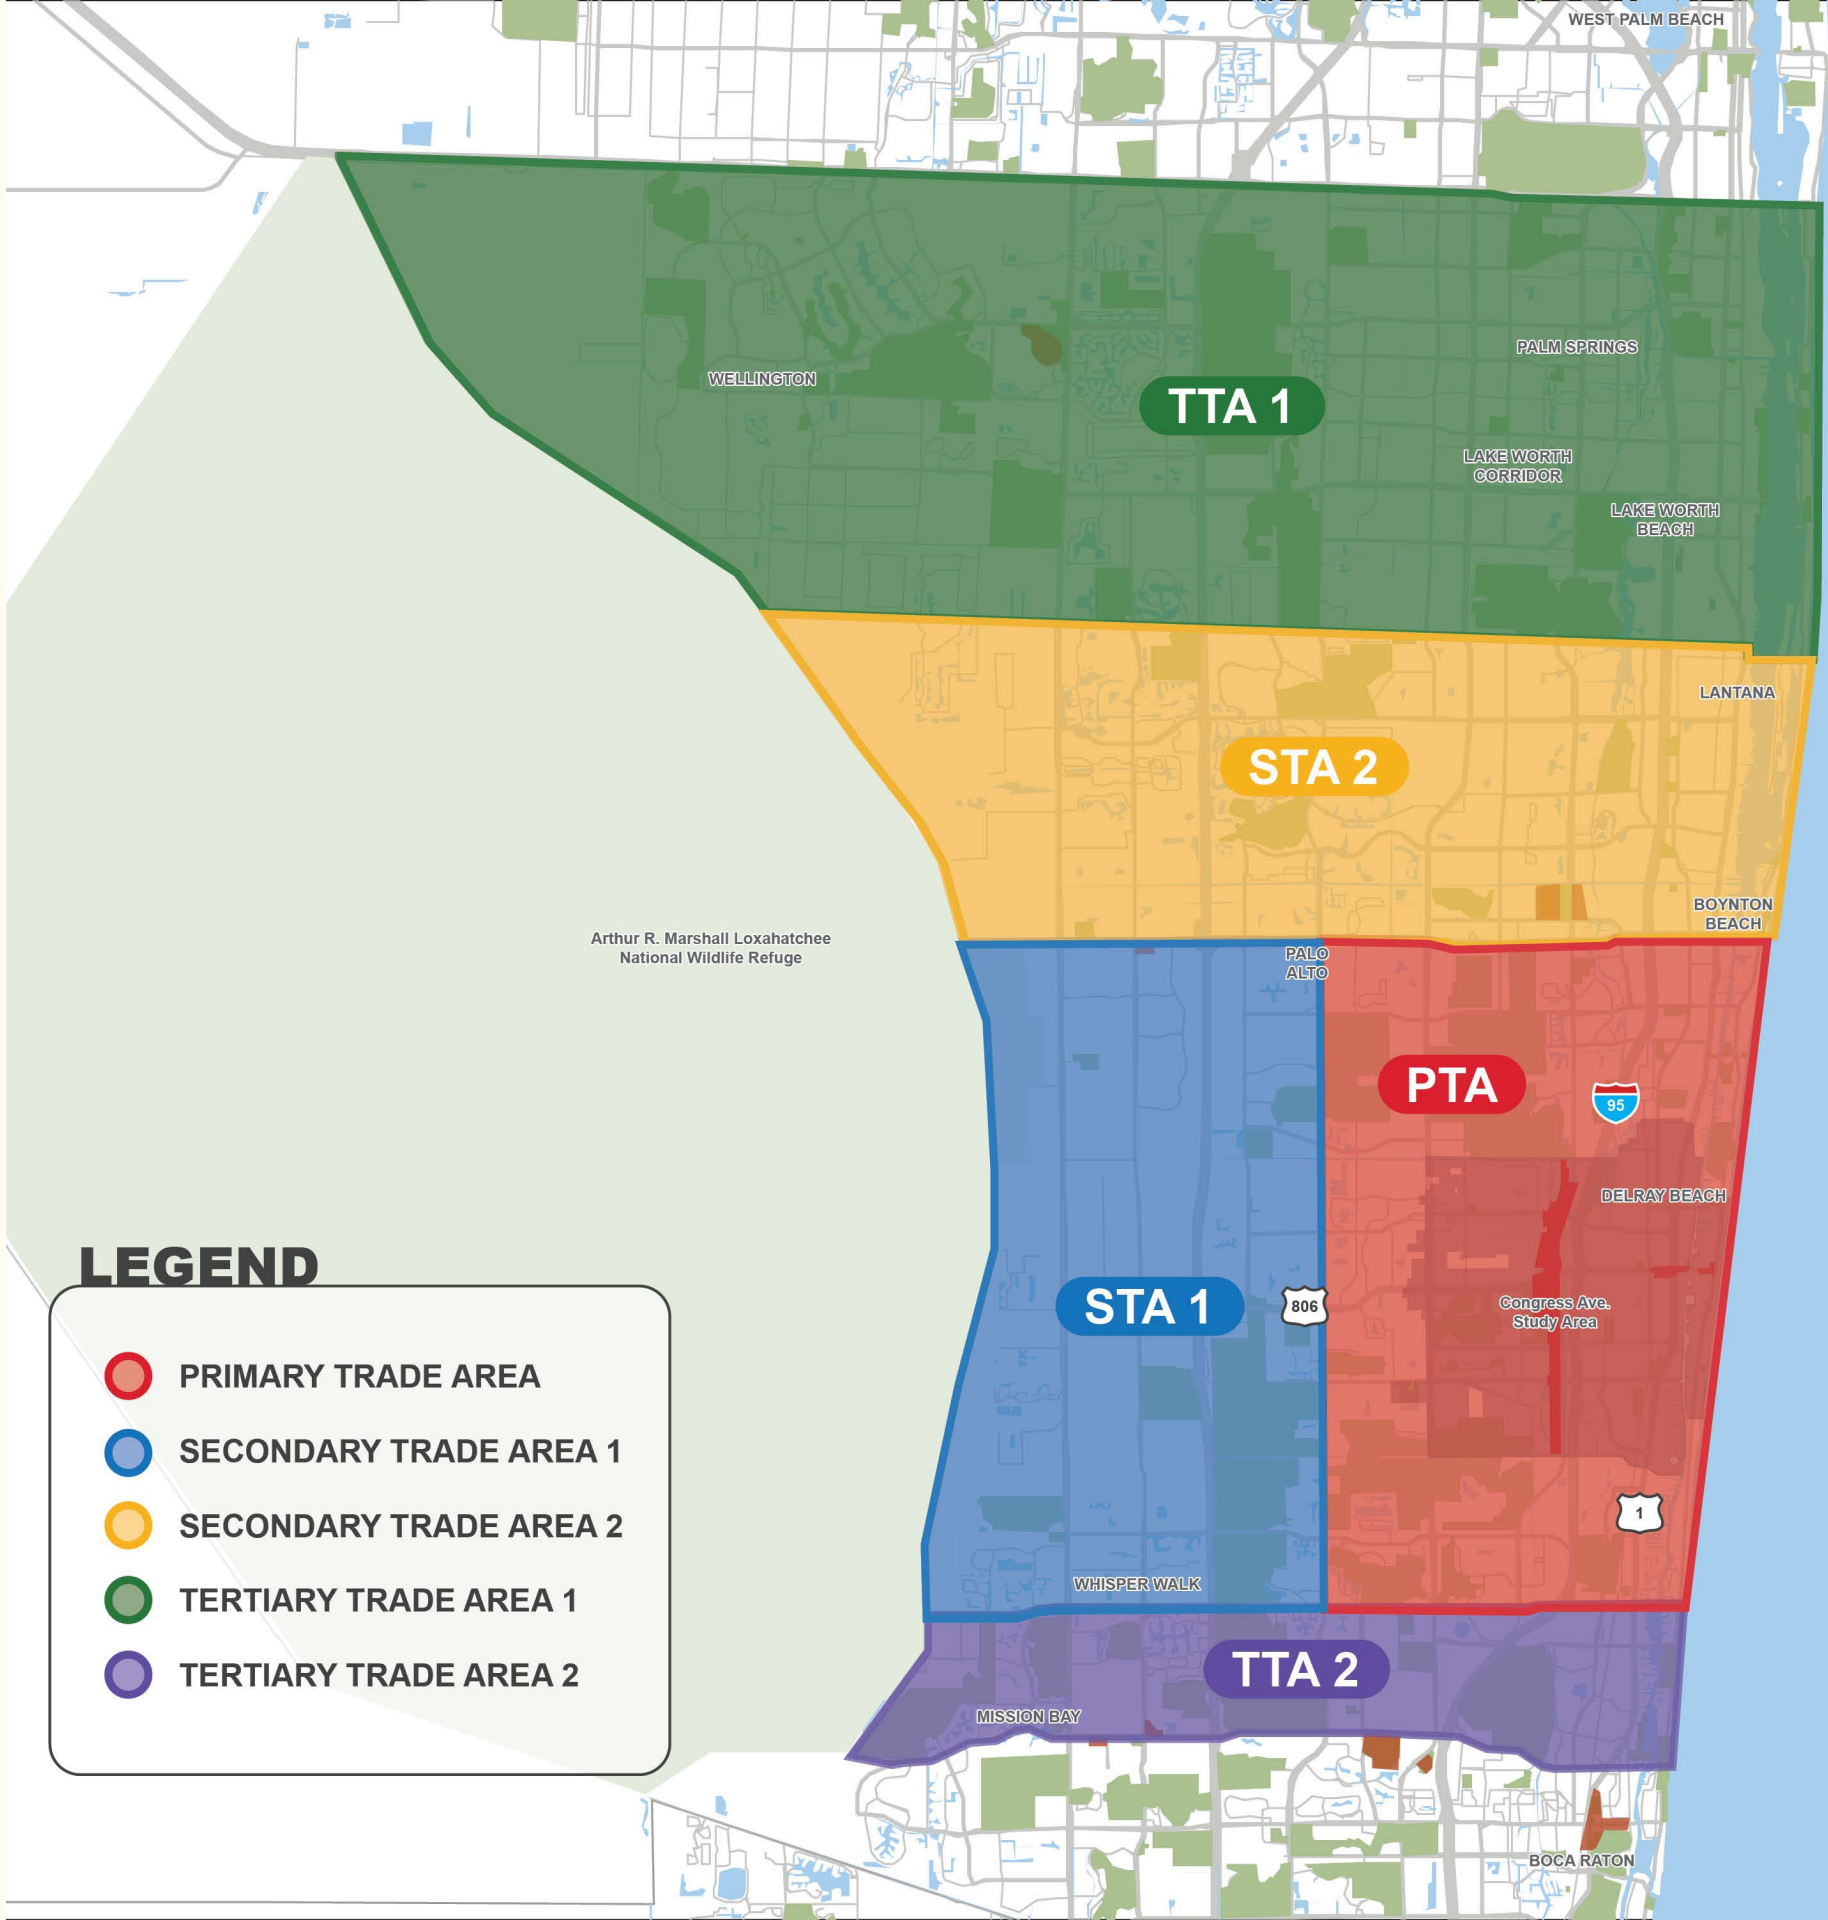 WEST PALM BEACH
PALM SPRINGS
WELLINGTON
TTA 1
LAKE WORTH
CORRIDOR
LAKE WORTH
BEACH
LANTANA
STA 2
BOYNTON
BEACH
Arthur R. Marshall Loxahatchee
National Wildlife Refuge
PALO
ALTO
PTA
95
DELRAY BEACH
STA 1
806
Congress Ave.
Study Area
1
WHISPER WALK
TTA 2
MISSION BAY
BOCA RATON
LEGEND
PRIMARY TRADE AREA
SECONDARY TRADE AREA 1
SECONDARY TRADE AREA 2
TERTIARY TRADE AREA 1
TERTIARY TRADE AREA 2